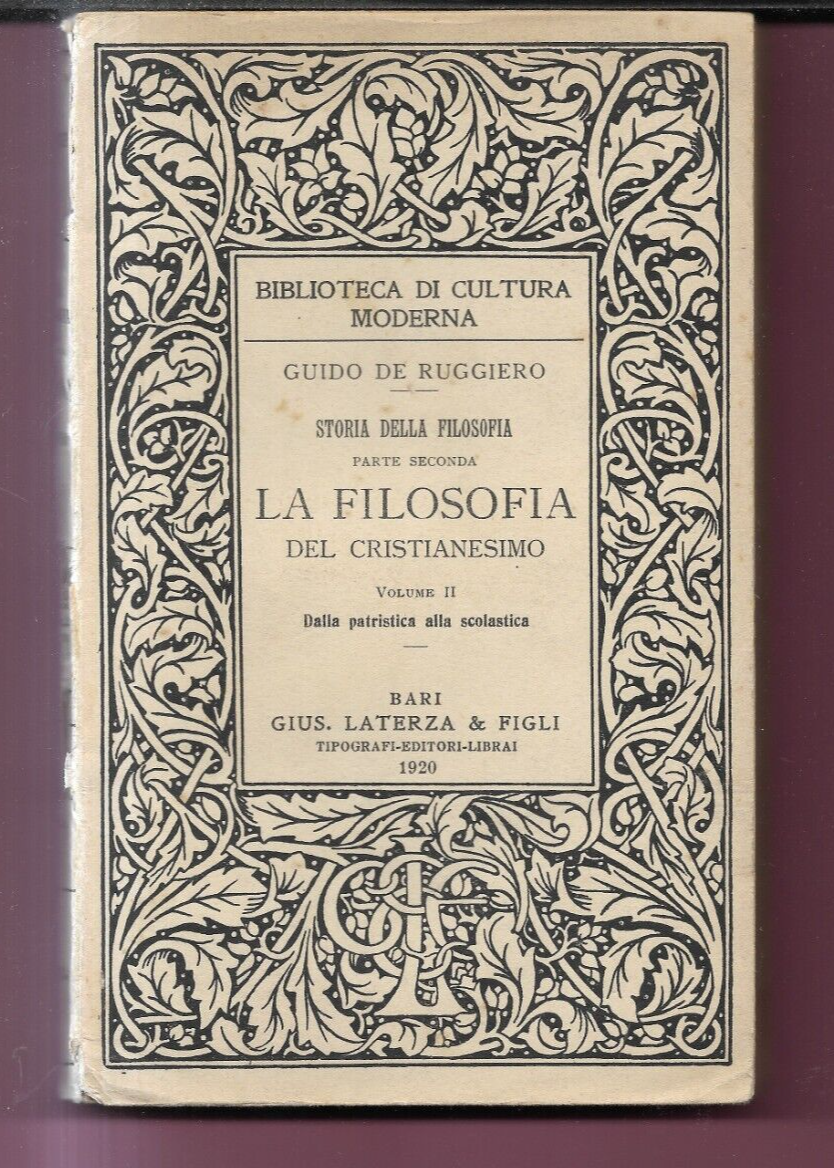 BIBLIOTECA DI CULTURA
MODERNA
GUIDO DE RUGGIERO
STORIA DELLA FILOSOFIA
PARTE SECONDA
LA FILOSOFIA
DEL CRISTIANESIMO
VOLUME II
Dalla patristica alla scolastica
BARI
GIUS. LATERZA & FIGLI
TIPOGRAFI-EDITORI-LIBRAI
1920